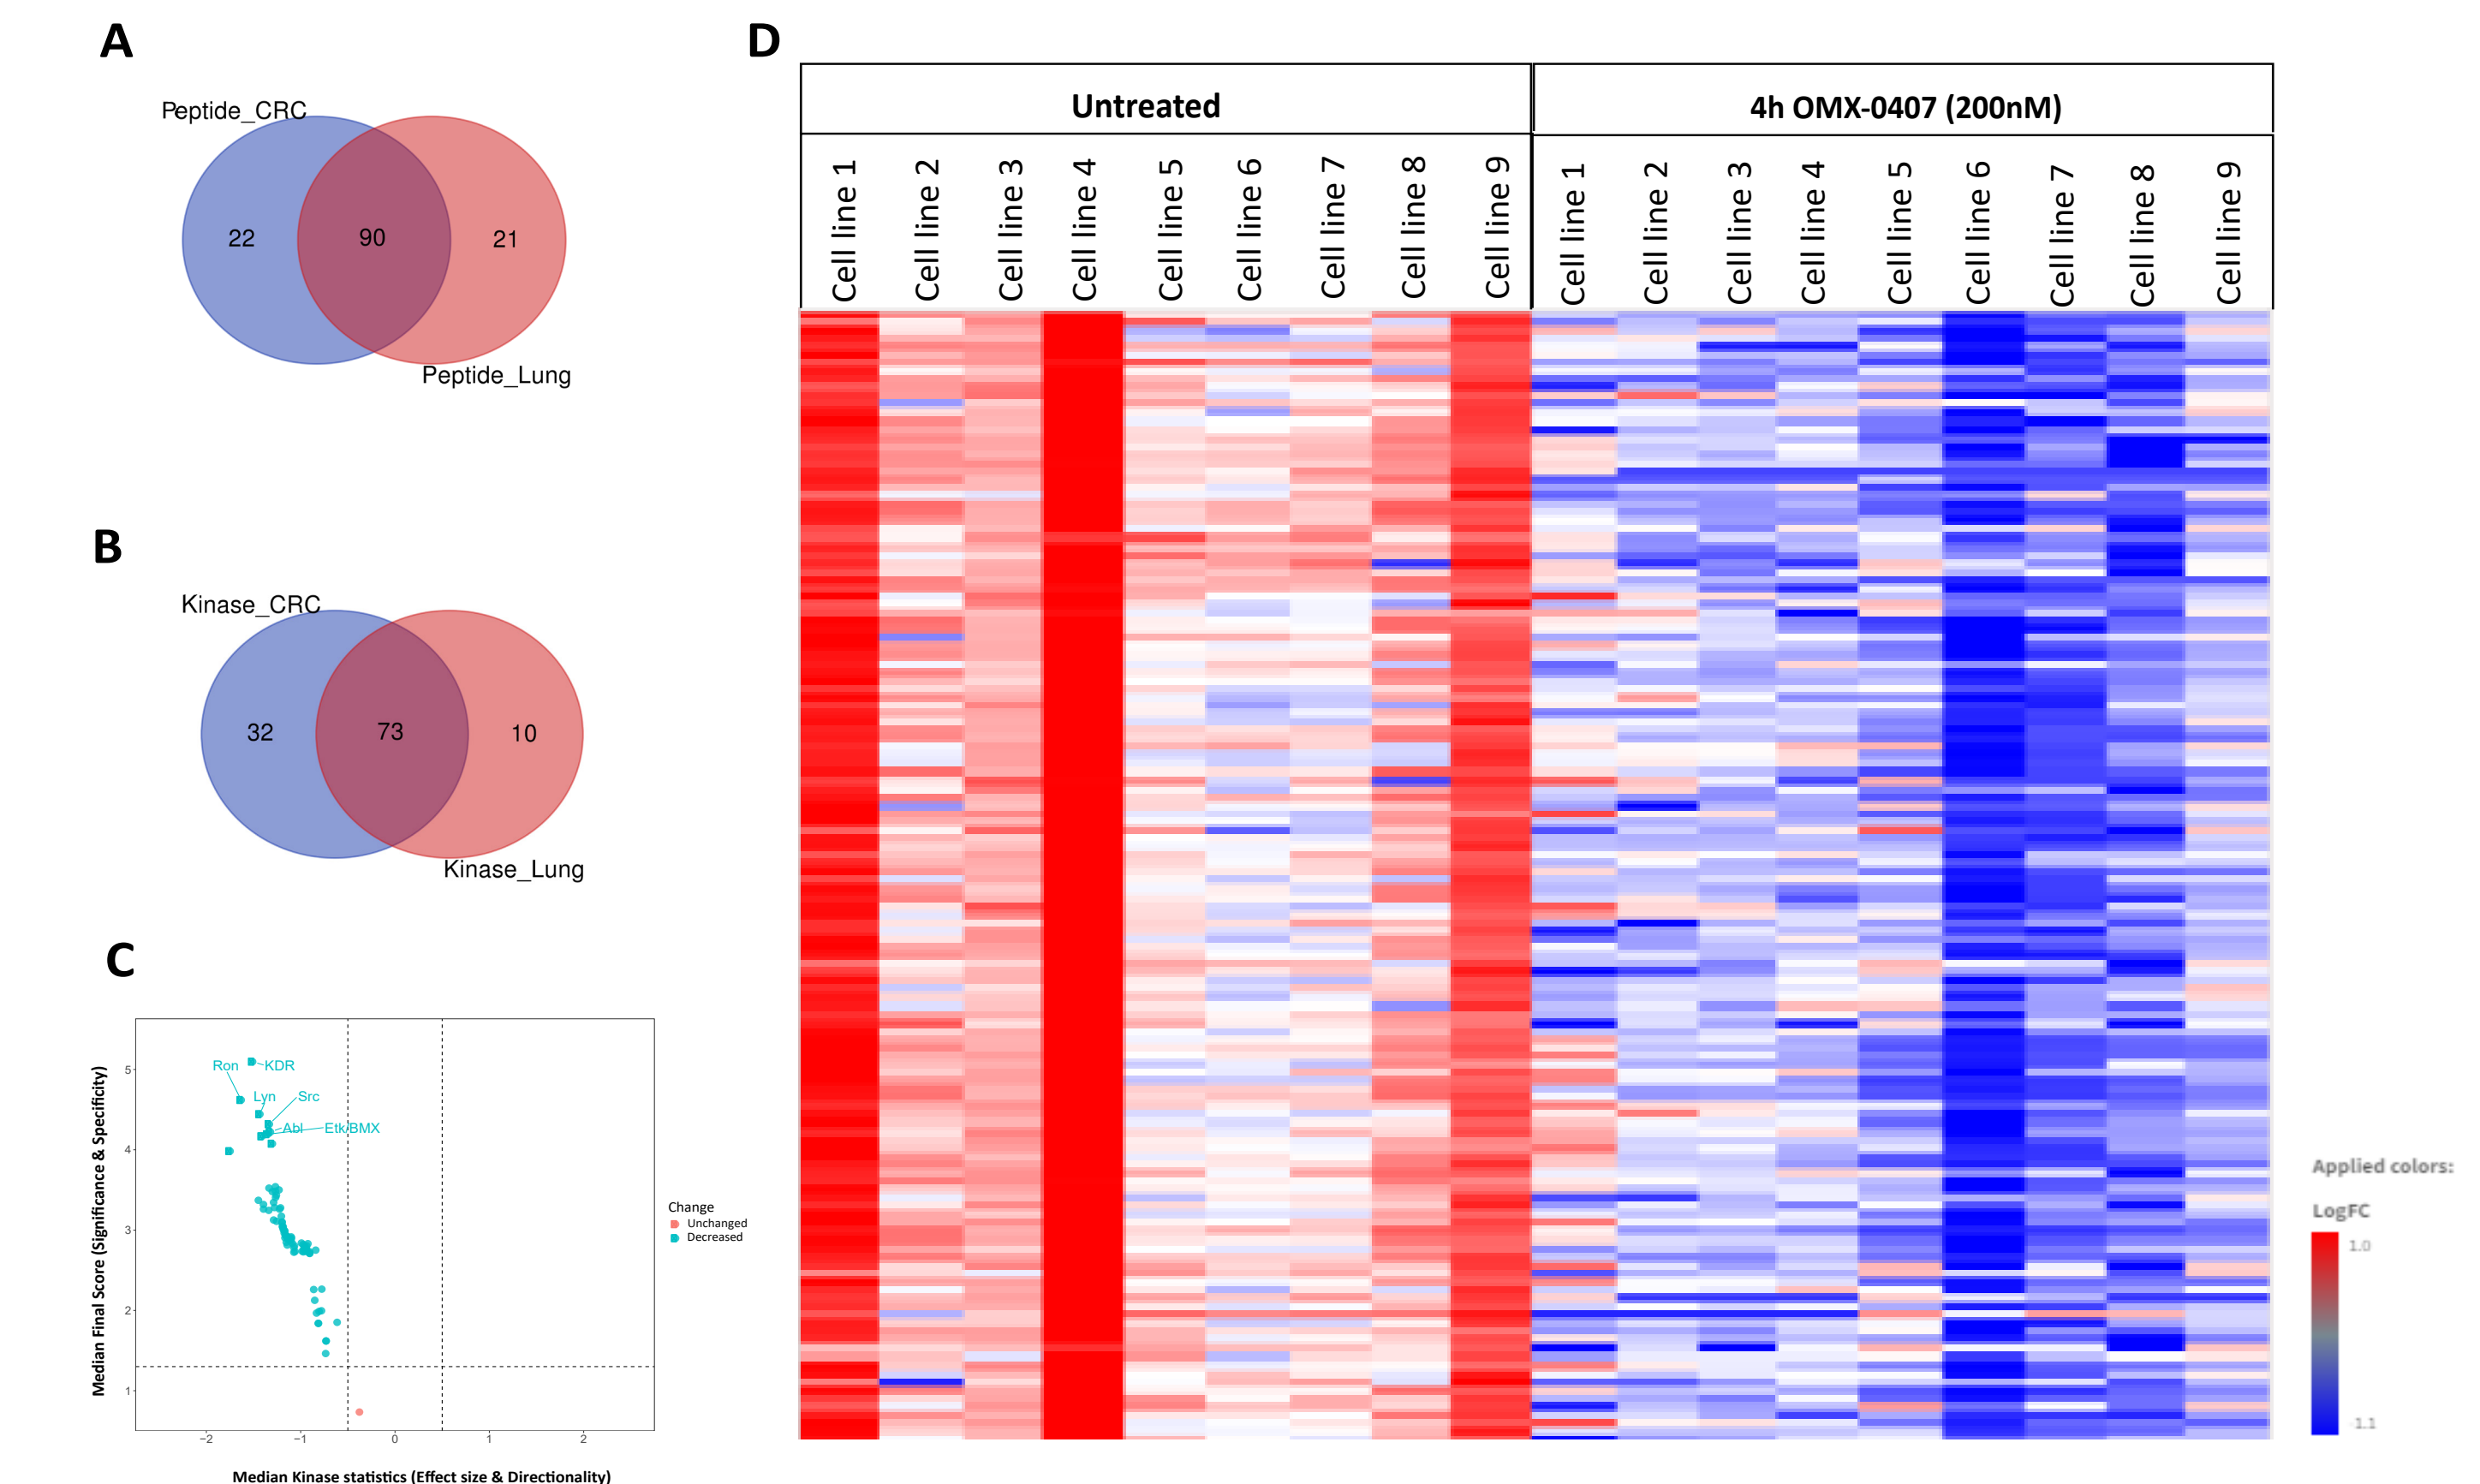 A
Peptide_CRC
22
90
21
Peptide_Lung
B
Kinase_CRC
32
73
10
Kinase_Lung
C
Median Final Score (Significance & Specificity)
5
4
3
2
1
Ron
KDR
Lyn
Src
Abl
Etk/BMX
−2
−1
0
1
2
Median Kinase statistics (Effect size & Directionality)
Change
Unchanged
Decreased
D
Untreated
4h OMX-0407 (200nM)
Cell line 1
Cell line 2
Cell line 3
Cell line 4
Cell line 5
Cell line 6
Cell line 7
Cell line 8
Cell line 9
Cell line 1
Cell line 2
Cell line 3
Cell line 4
Cell line 5
Cell line 6
Cell line 7
Cell line 8
Cell line 9
Applied colors:
LogFC
1.0
-1.1